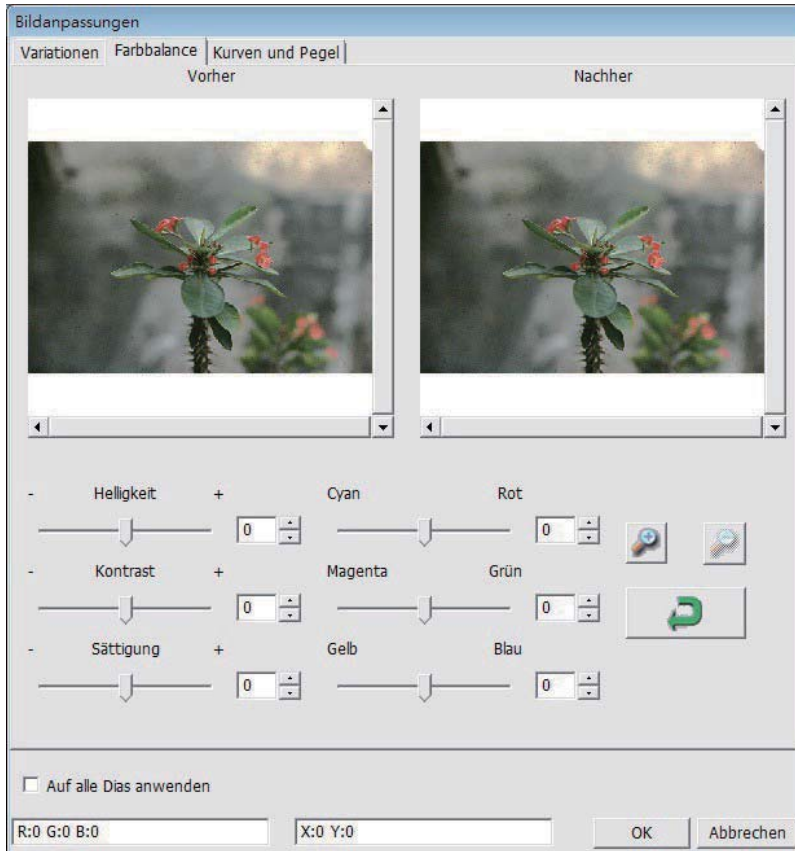 Bildanpassungen
Variationen Farbbalance Kurven und Pegel
Vorher Nachher
- Helligkeit + Cyan Rot
0 0
- Kontrast + Magenta Grün
0 0
- Sättigung + Gelb Blau
0 0
Auf alle Dias anwenden
R:0 G:0 B:0 X:0 Y:0 OK Abbrechen